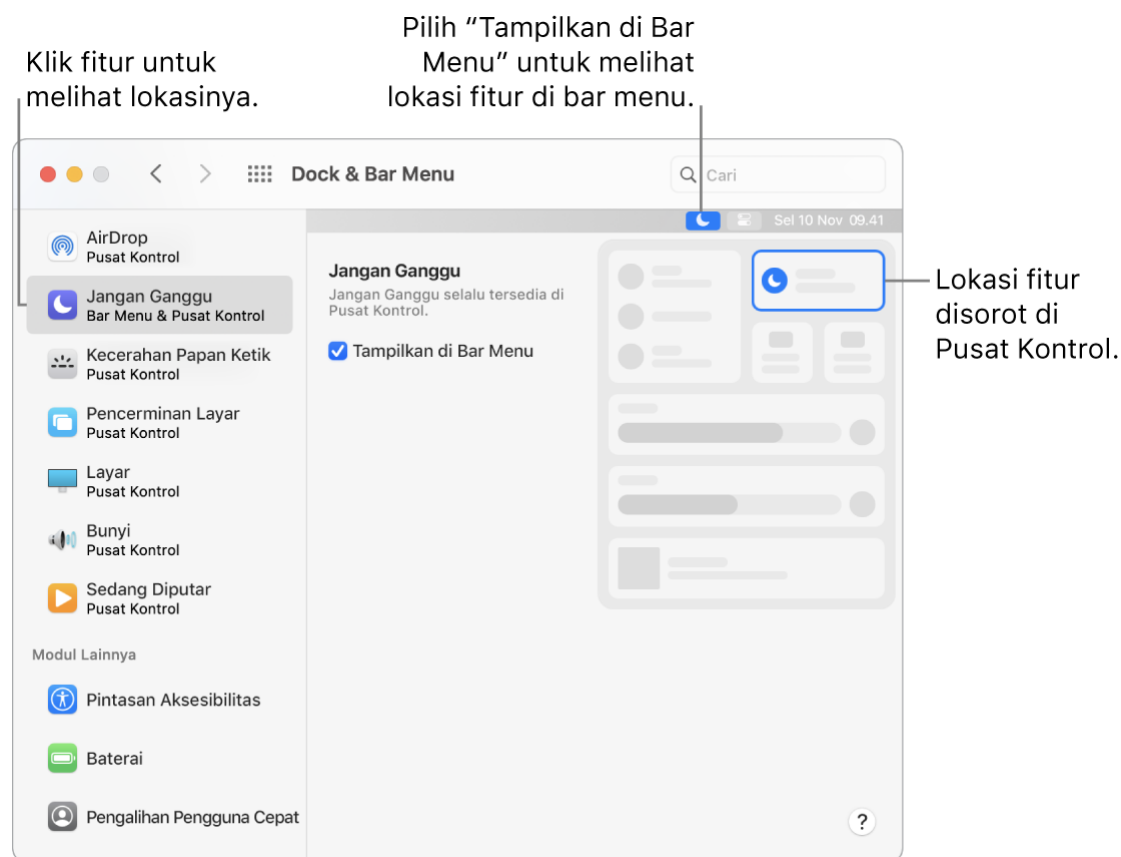 Pilih “Tampilkan di Bar
Menu” untuk melihat
lokasi fitur di bar menu.
Klik fitur untuk
melihat lokasinya.
Dock & Bar Menu
Cari
Sel 10 Nov 09.41
AirDrop
Pusat Kontrol
Jangan Ganggu
Bar Menu & Pusat Kontrol
Kecerahan Papan Ketik
Pusat Kontrol
Pencerminan Layar
Pusat Kontrol
Layar
Pusat Kontrol
Bunyi
Pusat Kontrol
Sedang Diputar
Pusat Kontrol
Modul Lainnya
Pintasan Aksesibilitas
Baterai
Pengalihan Pengguna Cepat
Jangan Ganggu
Jangan Ganggu selalu tersedia di
Pusat Kontrol.
Tampilkan di Bar Menu
Lokasi fitur
disorot di
Pusat Kontrol.
?